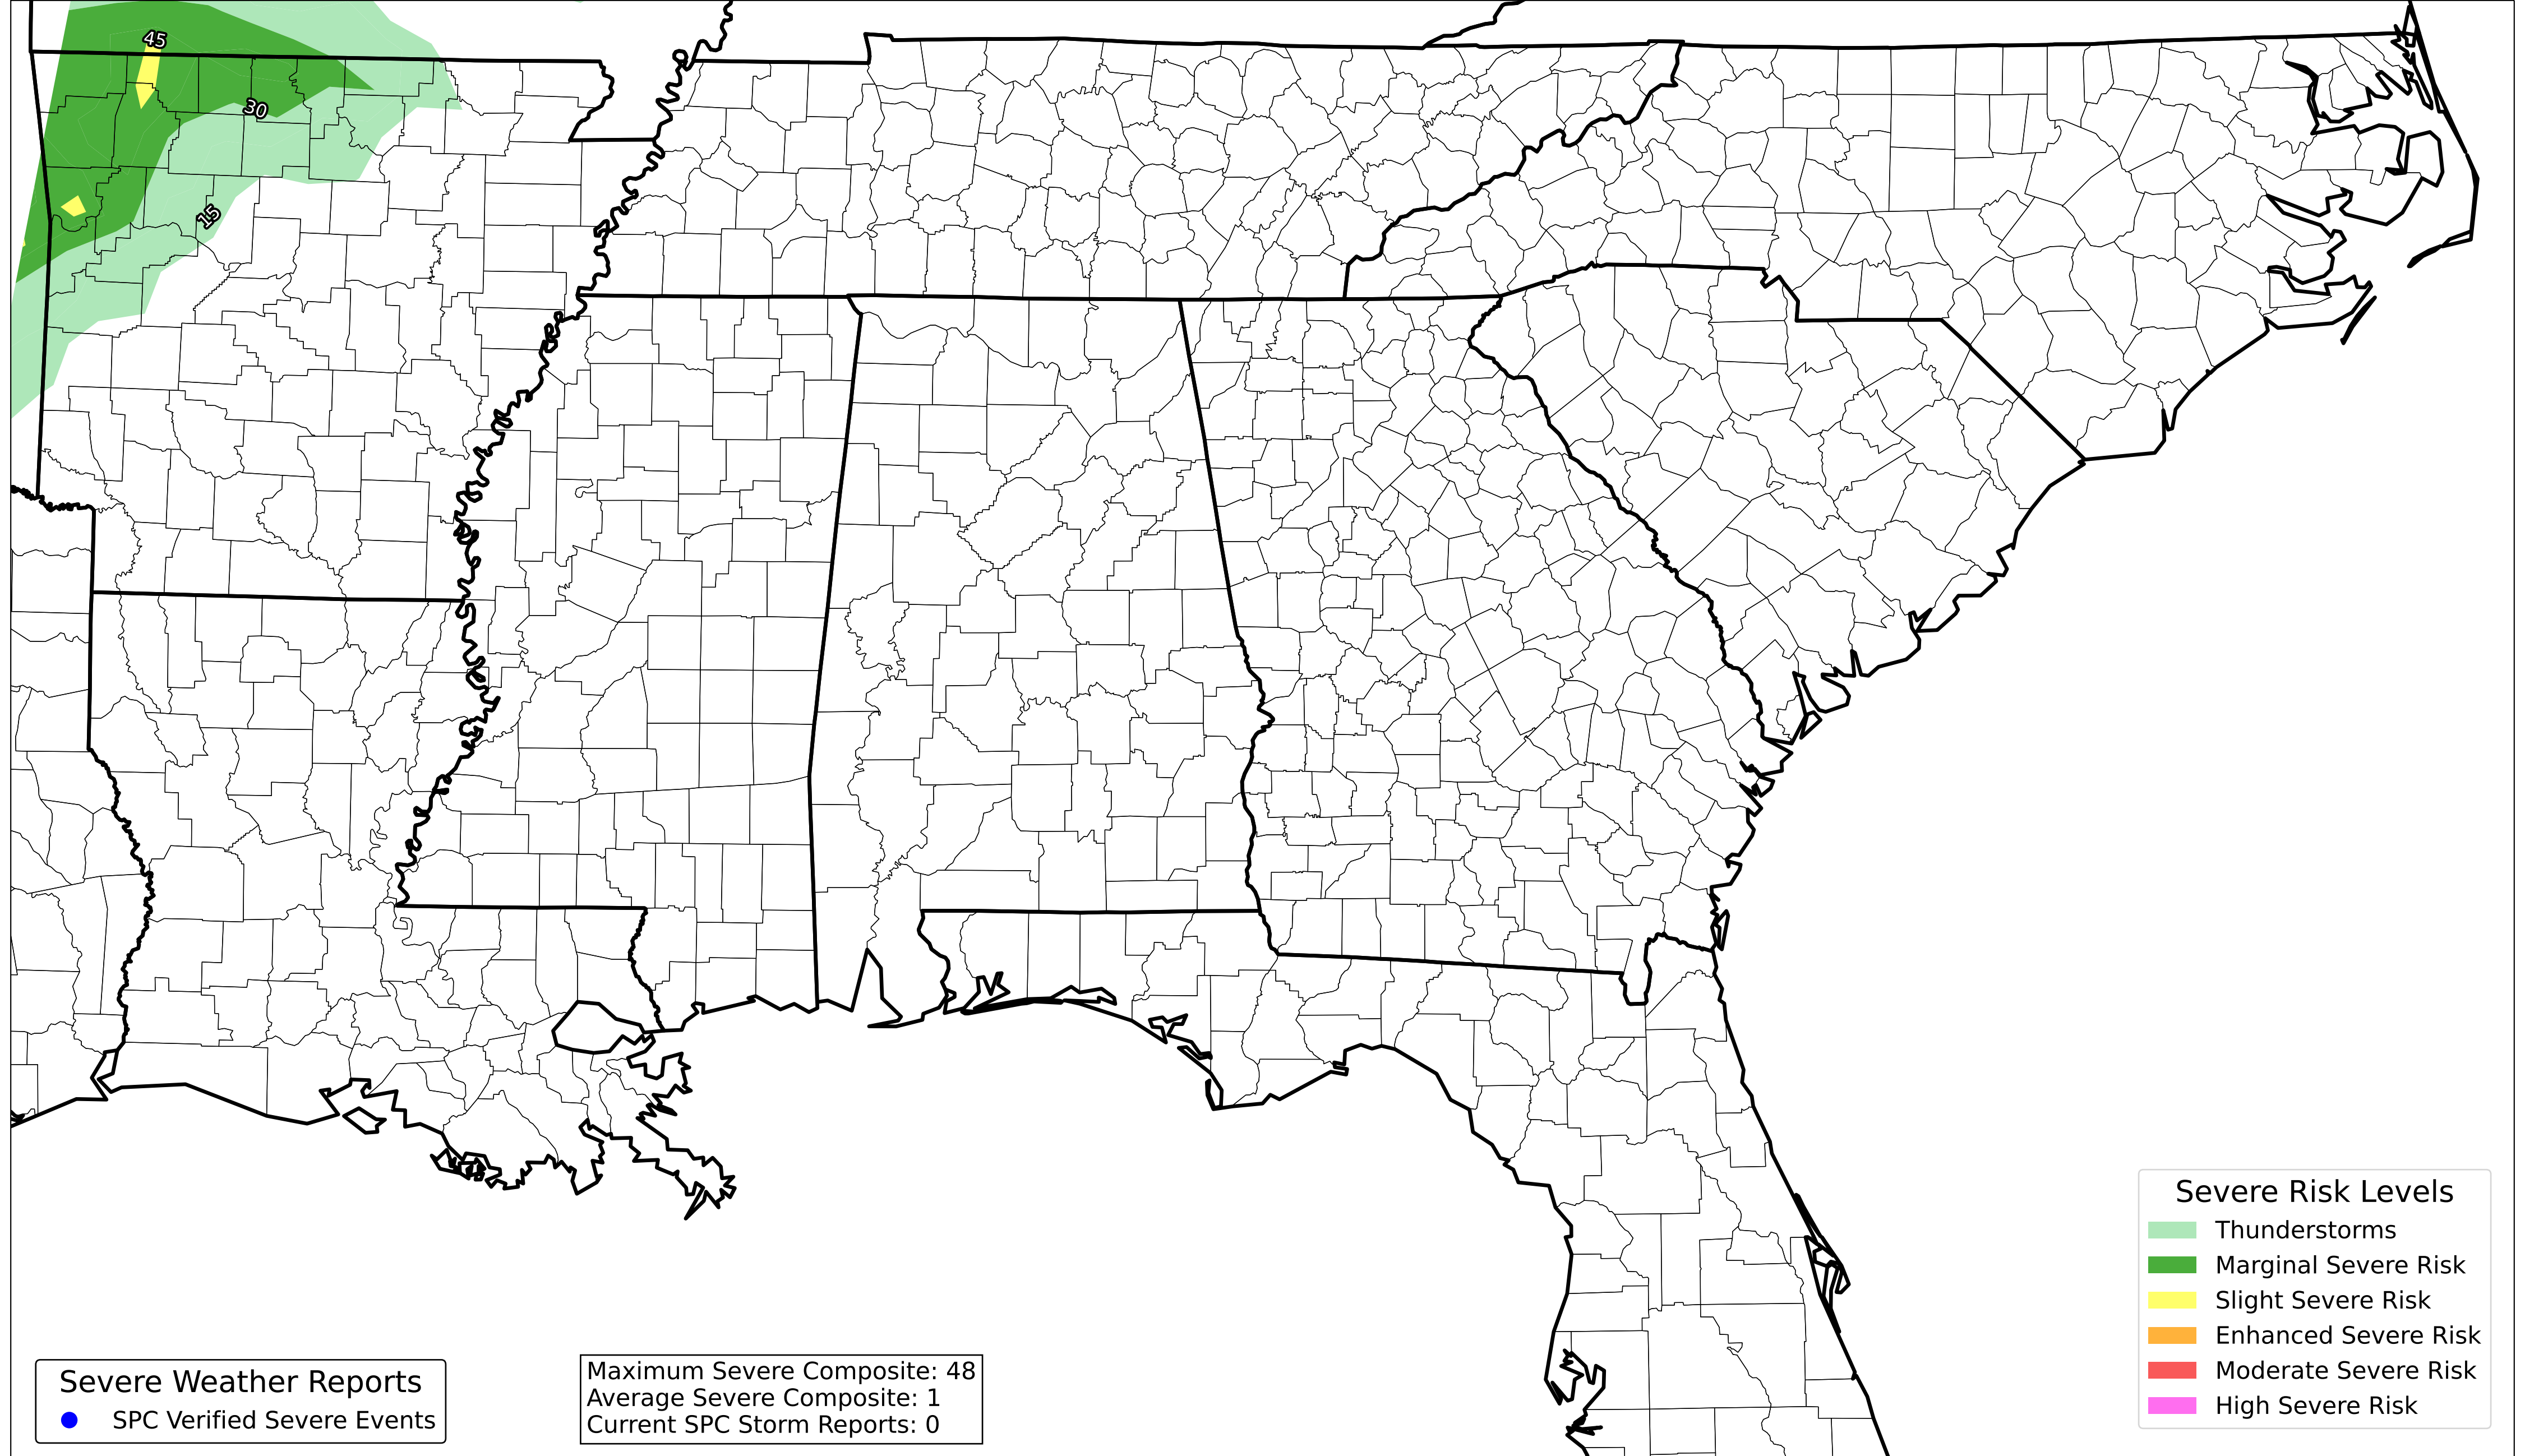 45
30
15
Severe Risk Levels
Thunderstorms
Marginal Severe Risk
Slight Severe Risk
Enhanced Severe Risk
Moderate Severe Risk
High Severe Risk
Severe Weather Reports
SPC Verified Severe Events
Maximum Severe Composite: 48
Average Severe Composite: 1
Current SPC Storm Reports: 0